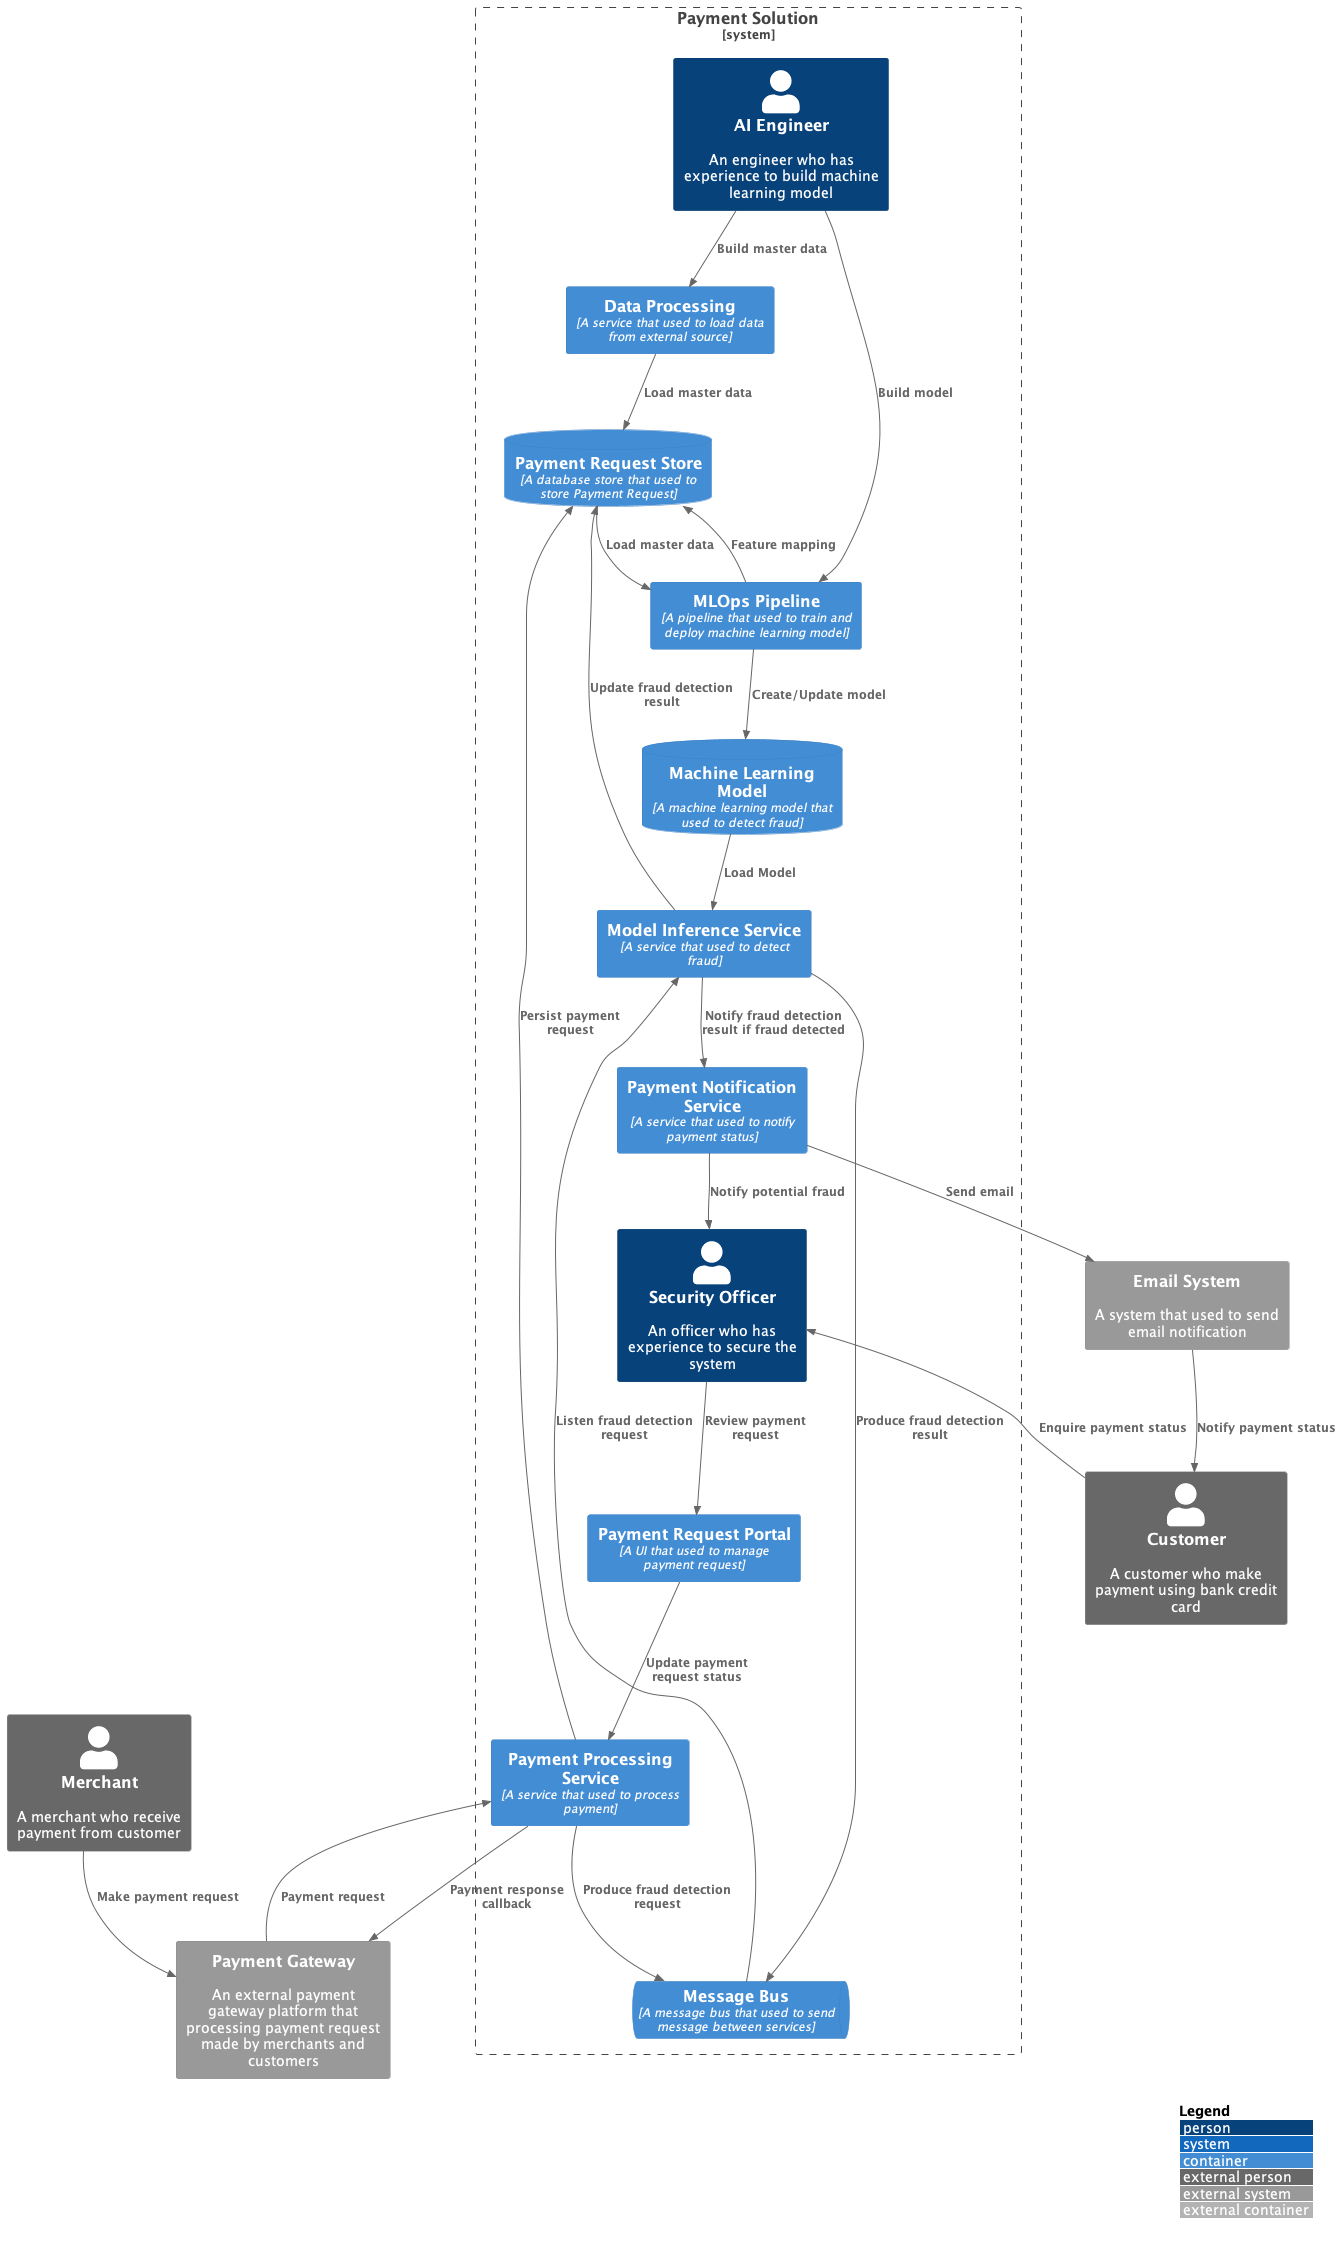 Payment Solution
[system]
AI Engineer
An engineer who has
experience to build machine
learning model
Build master data
Data Processing
[A service that used to load data
from external source]
Load master data
Build model
Payment Request Store
[A database store that used to
store Payment Request]
Load master data
Feature mapping
MLOps Pipeline
[A pipeline that used to train and
deploy machine learning model]
Update fraud detection
result
Create/Update model
Machine Learning
Model
[A machine learning model that
used to detect fraud]
Load Model
Model Inference Service
[A service that used to detect
fraud]
Persist payment
request
Notify fraud detection
result if fraud detected
Payment Notification
Service
[A service that used to notify
payment status]
Notify potential fraud
Send email
Security Officer
An officer who has
experience to secure the
system
Email System
A system that used to send
email notification
Listen fraud detection
request
Review payment
request
Produce fraud detection
result
Enquire payment status
Notify payment status
Payment Request Portal
[A UI that used to manage
payment request]
Customer
A customer who make
payment using bank credit
card
Update payment
request status
Merchant
A merchant who receive
payment from customer
Payment Processing
Service
[A service that used to process
payment]
Make payment request
Payment request
Payment response
callback
Produce fraud detection
request
Payment Gateway
An external payment
gateway platform that
processing payment request
made by merchants and
customers
Message Bus
[A message bus that used to send
message between services]
Legend
person
system
container
external person
external system
external container